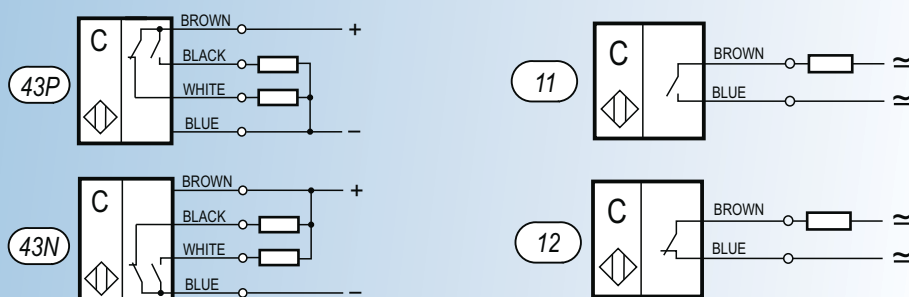 BROWN
+
C
BLACK
43P
WHITE
BLUE
–
BROWN
+
C
BLACK
43N
WHITE
BLUE
–
C
BROWN
≃
11
BLUE
≃
C
BROWN
≃
12
BLUE
≃